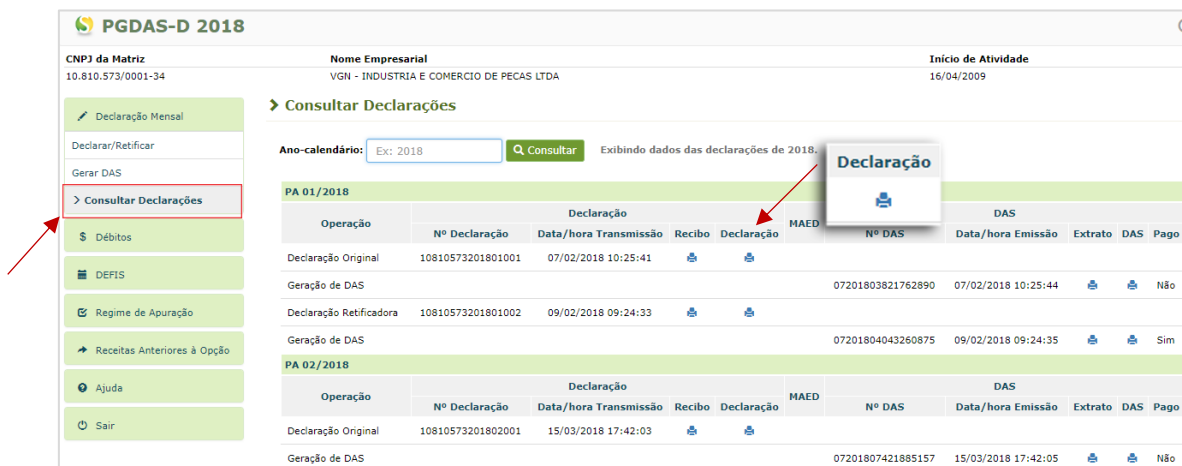 PGDAS-D 2018
CNPJ da Matriz Nome Empresarial Início de Atividade
10.810.573/0001-34 VGN - INDUSTRIA E COMERCIO DE PECAS LTDA 16/04/2009
Declaração Mensal
Declarar/Retificar
Gerar DAS
> Consultar Declarações
$ Débitos
DEFIS
Regime de Apuração
Receitas Anteriores à Opção
Ajuda
Sair
Consultar Declarações
Ano-calendário: Ex: 2018 Consultar Exibindo dados das declarações de 2018.
Declaração
PA 01/2018
Operação Declaração MAED DAS
Nº Declaração Data/hora Transmissão Recibo Declaração Nº DAS Data/hora Emissão Extrato DAS Pago
Declaração Original 10810573201801001 07/02/2018 10:25:41
Geração de DAS 07201803821762890 07/02/2018 10:25:44 Não
Declaração Retificadora 10810573201801002 09/02/2018 09:24:33
Geração de DAS 07201804043260875 09/02/2018 09:24:35 Sim
PA 02/2018
Operação Declaração MAED DAS
Nº Declaração Data/hora Transmissão Recibo Declaração Nº DAS Data/hora Emissão Extrato DAS Pago
Declaração Original 10810573201802001 15/03/2018 17:42:03
Geração de DAS 07201807421885157 15/03/2018 17:42:05 Não